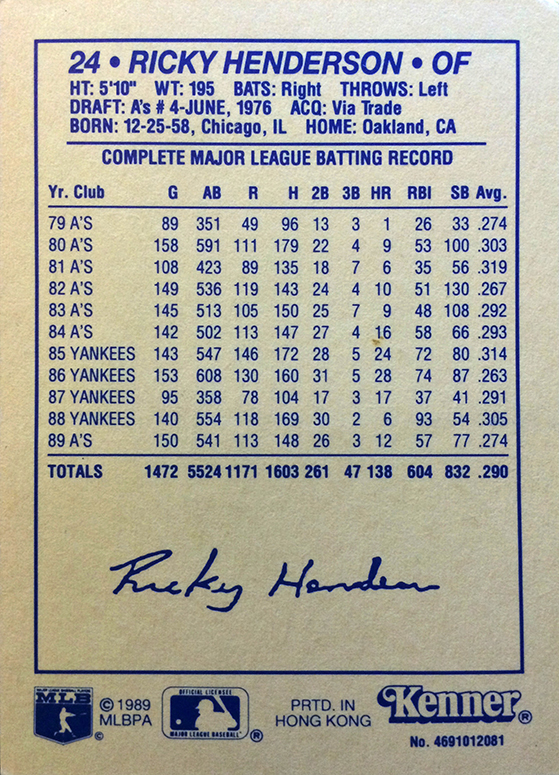 24 • RICKY HENDERSON • OF
HT: 5'10" WT: 195 BATS: Right THROWS: Left
DRAFT: A's # 4-JUNE, 1976 ACQ: Via Trade
BORN: 12-25-58, Chicago, IL HOME: Oakland, CA
COMPLETE MAJOR LEAGUE BATTING RECORD
Yr. Club G AB R H 2B 3B HR RBI SB Avg.
79 A'S 89 351 49 96 13 3 1 26 33 .274
80 A'S 158 591 111 179 22 4 9 53 100 .303
81 A'S 108 423 89 135 18 7 6 35 56 .319
82 A'S 149 536 119 143 24 4 10 51 130 .267
83 A'S 145 513 105 150 25 7 9 48 108 .292
84 A'S 142 502 113 147 27 4 16 58 66 .293
85 YANKEES 143 547 146 172 28 5 24 72 80 .314
86 YANKEES 153 608 130 160 31 5 28 74 87 .263
87 YANKEES 95 358 78 104 17 3 17 37 41 .291
88 YANKEES 140 554 118 169 30 2 6 93 54 .305
89 A'S 150 541 113 148 26 3 12 57 77 .274
TOTALS 1472 5524 1171 1603 261 47 138 604 832 .290
Ricky Henderson
MLB ©
© 1989
MLBPA
OFFICIAL LICENSEE
MAJOR LEAGUE BASEBALL ®
PRTD. IN
HONG KONG
Kenner ®
No. 4691012081